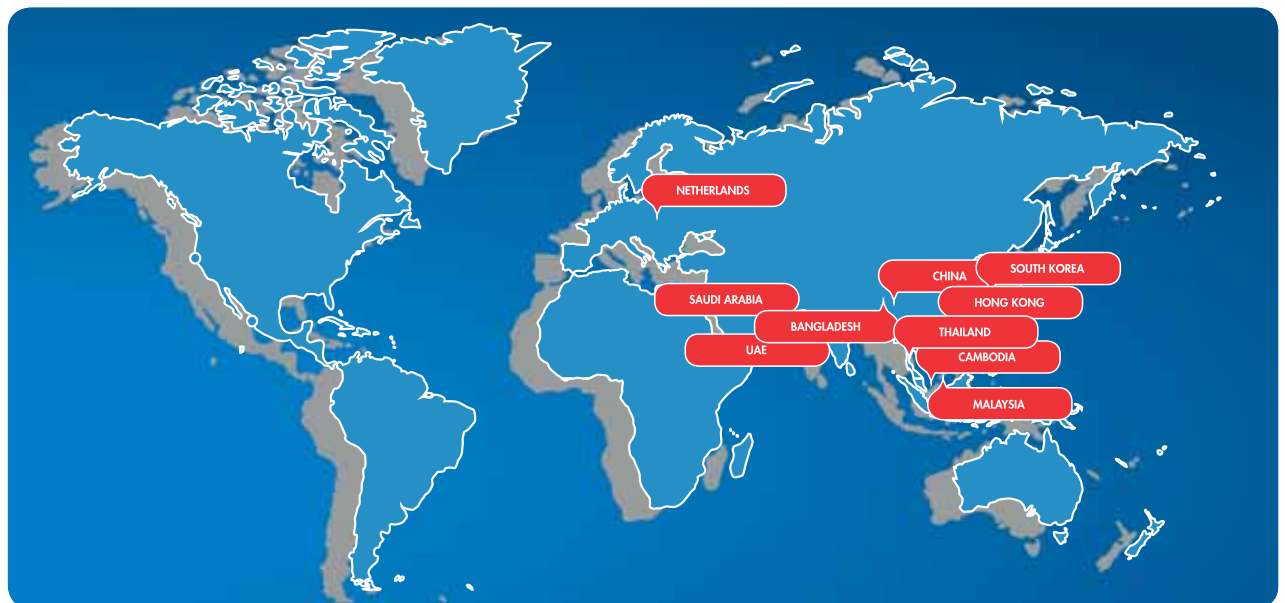 NETHERLANDS
SOUTH KOREA
CHINA
SAUDI ARABIA
HONG KONG
BANGLADESH
THAILAND
UAE
CAMBODIA
MALAYSIA